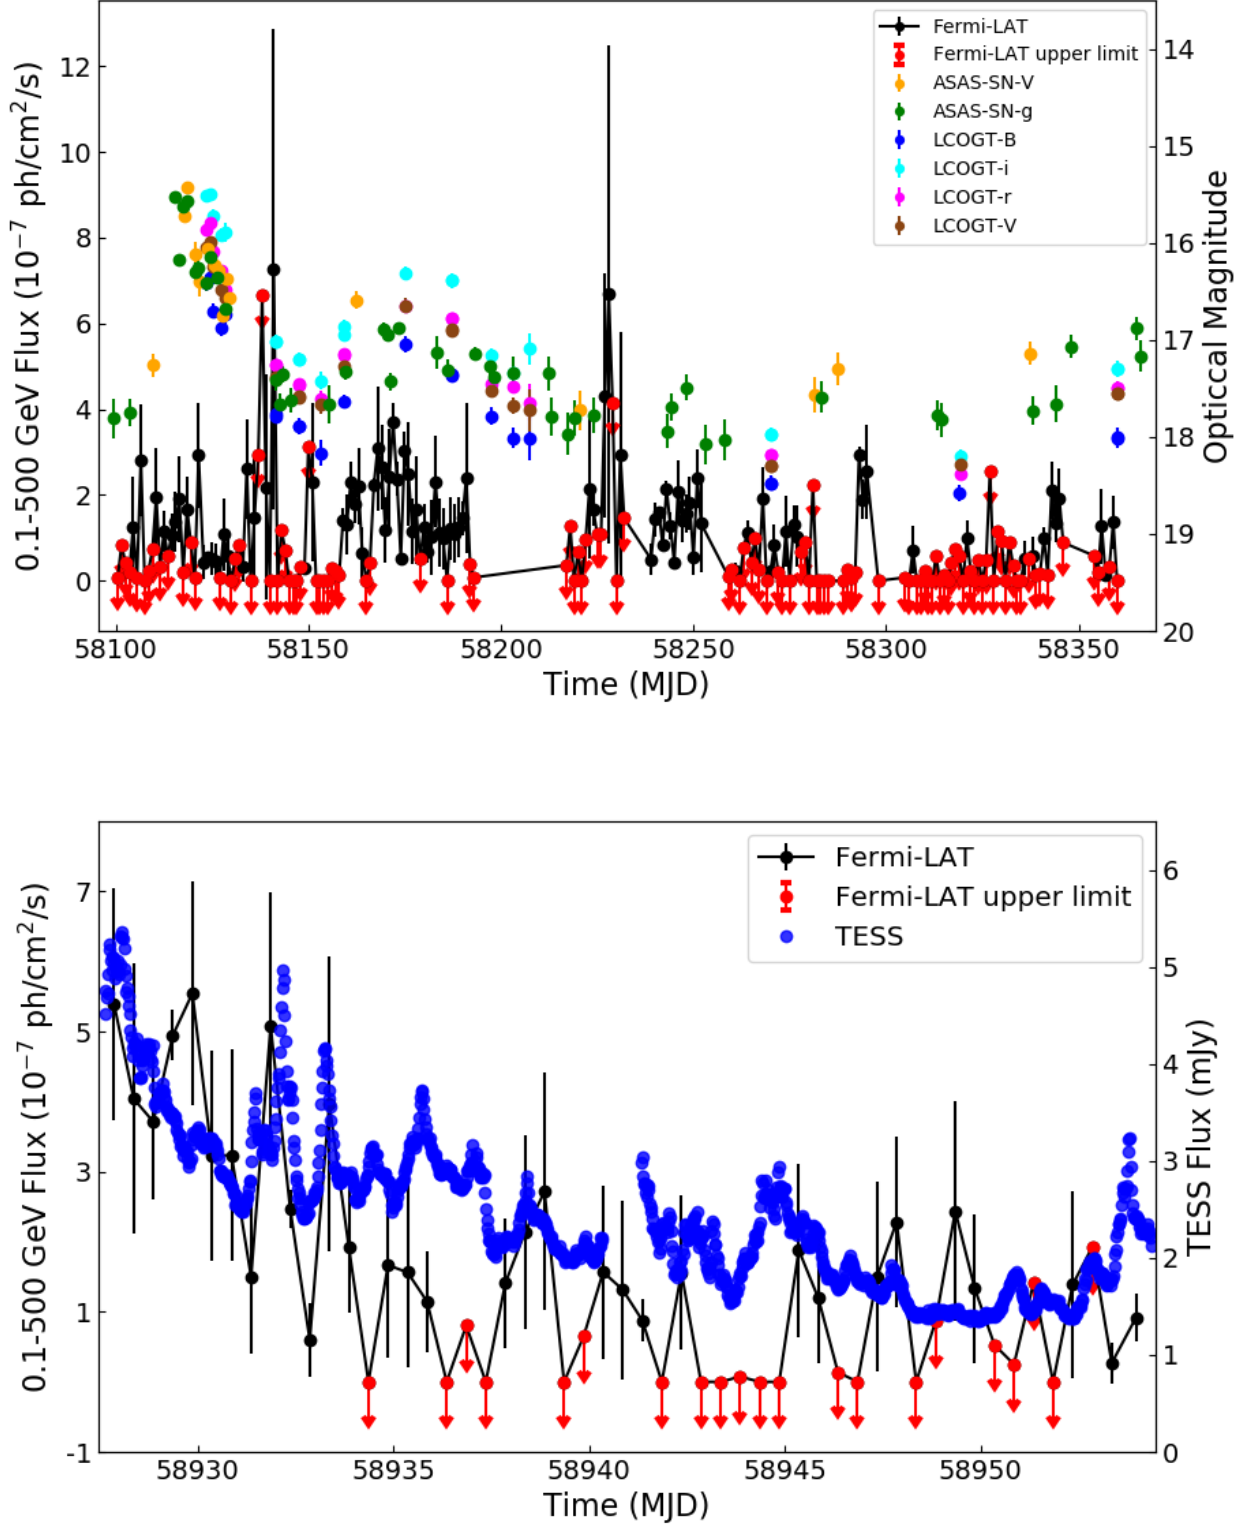 Fermi-LAT
Fermi-LAT upper limit
ASAS-SN-V
ASAS-SN-g
LCOGT-B
LCOGT-i
LCOGT-r
LCOGT-V
12
10
8
6
4
2
0
0.1-500 GeV Flux (10⁻⁷ ph/cm²/s)
14
15
16
17
18
19
20
Opticcal Magnitude
58100 58150 58200 58250 58300 58350
Time (MJD)
Fermi-LAT
Fermi-LAT upper limit
TESS
7
5
3
1
-1
0.1-500 GeV Flux (10⁻⁷ ph/cm²/s)
6
5
4
3
2
1
0
TESS Flux (mJy)
58930 58935 58940 58945 58950
Time (MJD)